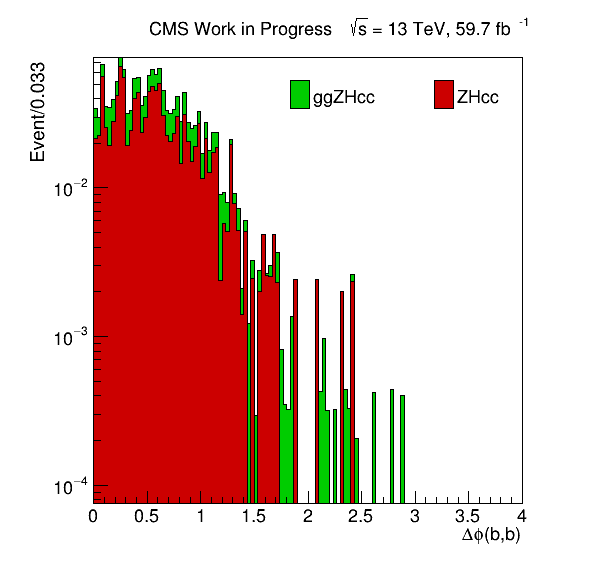 CMS Work in Progress √s = 13 TeV, 59.7 fb⁻¹
Event/0.033
ggZHcc ZHcc
10⁻²
10⁻³
10⁻⁴
0 0.5 1 1.5 2 2.5 3 3.5 4
Δϕ(b,b)